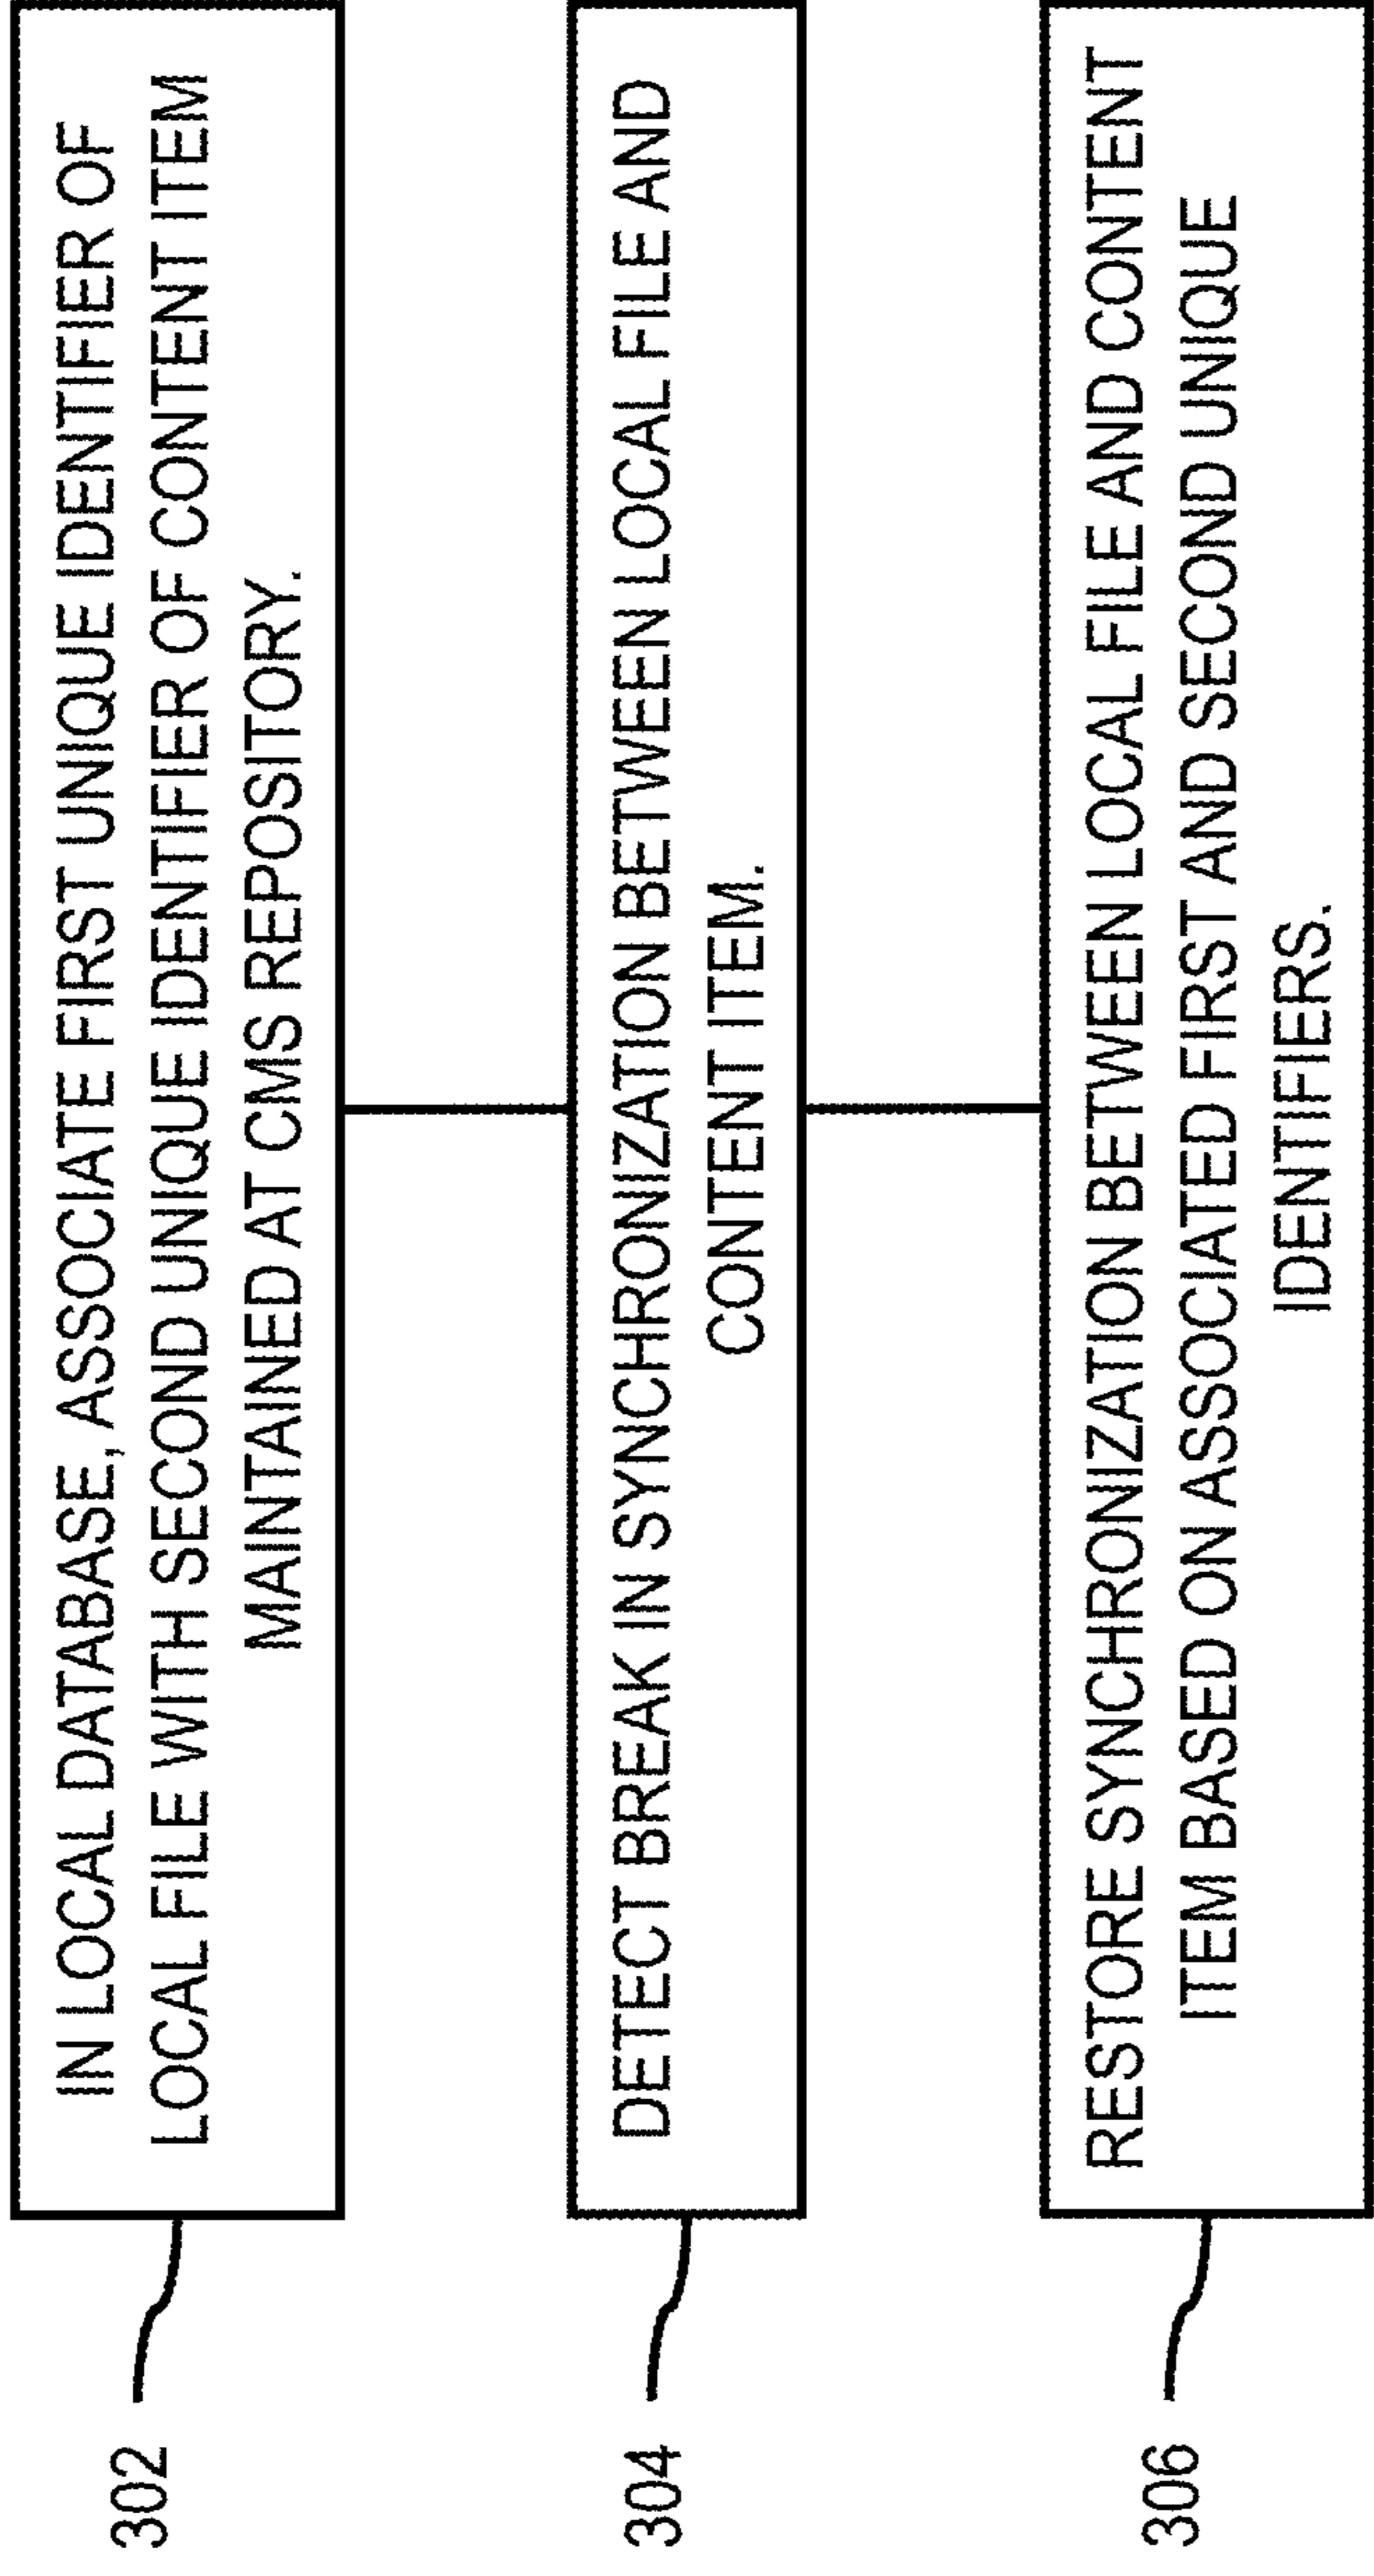 302
IN LOCAL DATABASE, ASSOCIATE FIRST UNIQUE IDENTIFIER OF
LOCAL FILE WITH SECOND UNIQUE IDENTIFIER OF CONTENT ITEM
MAINTAINED AT CMS REPOSITORY.
304
DETECT BREAK IN SYNCHRONIZATION BETWEEN LOCAL FILE AND
CONTENT ITEM.
306
RESTORE SYNCHRONIZATION BETWEEN LOCAL FILE AND CONTENT
ITEM BASED ON ASSOCIATED FIRST AND SECOND UNIQUE
IDENTIFIERS.